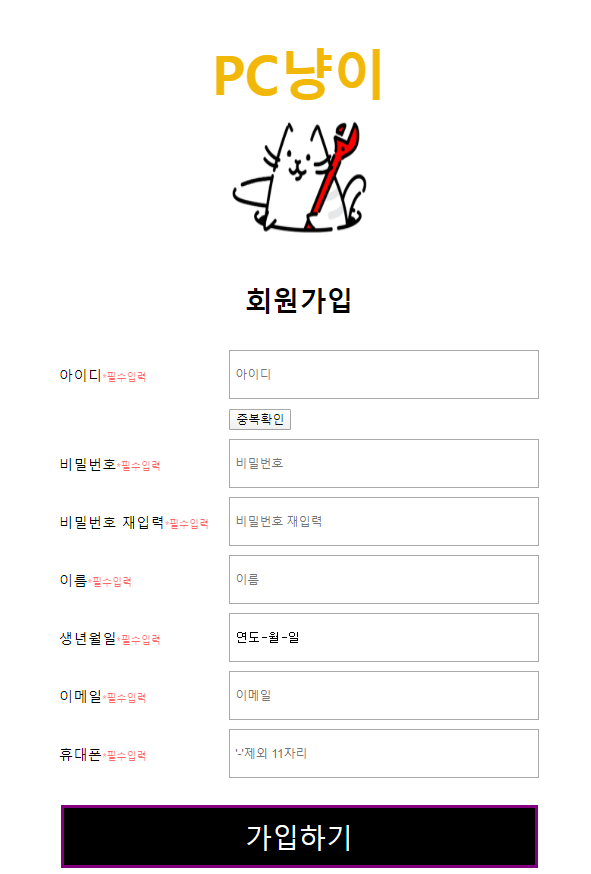 PC냥이
회원가입
아이디*필수입력
아이디
중복확인
비밀번호*필수입력
비밀번호
비밀번호 재입력*필수입력
비밀번호 재입력
이름*필수입력
이름
생년월일*필수입력
연도-월-일
이메일*필수입력
이메일
휴대폰*필수입력
'-'제외 11자리
가입하기